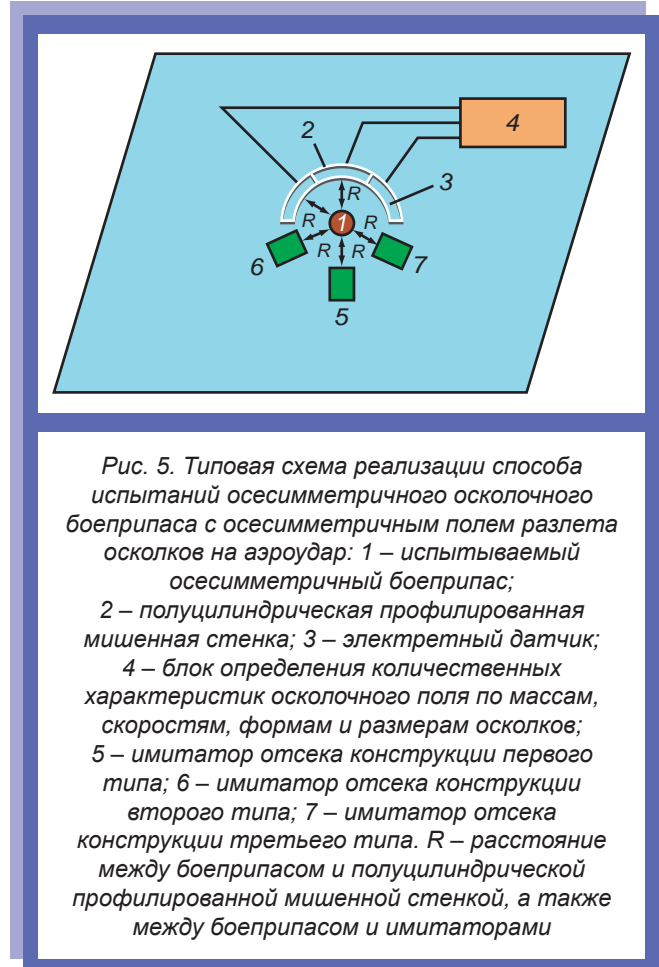 2
4
3
R
R
1
R
R
R
6
7
5
Рис. 5. Типовая схема реализации способа
испытаний осесимметричного осколочного
боеприпаса с осесимметричным полем разлета
осколков на аэроудар: 1 – испытываемый
осесимметричный боеприпас;
2 – полуцилиндрическая профилированная
мишенная стенка; 3 – электретный датчик;
4 – блок определения количественных
характеристик осколочного поля по массам,
скоростям, формам и размерам осколков;
5 – имитатор отсека конструкции первого
типа; 6 – имитатор отсека конструкции
второго типа; 7 – имитатор отсека
конструкции третьего типа. R – расстояние
между боеприпасом и полуцилиндрической
профилированной мишенной стенкой, а также
между боеприпасом и имитаторами